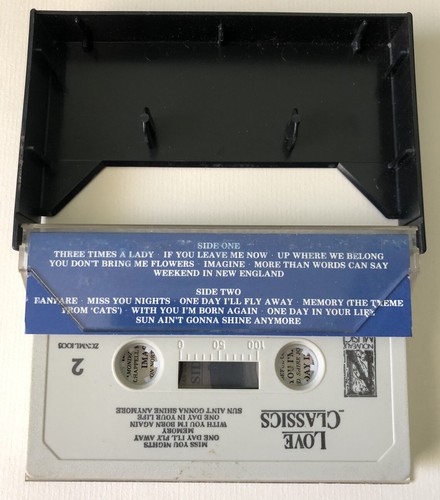 SIDE ONE
THREE TIMES A LADY · IF YOU LEAVE ME NOW · UP WHERE WE BELONG
YOU DON'T BRING ME FLOWERS · IMAGINE · MORE THAN WORDS CAN SAY
WEEKEND IN NEW ENGLAND
SIDE TWO
FANFARE · MISS YOU NIGHTS · ONE DAY I'LL FLY AWAY · MEMORY (THE THEME
FROM 'CATS') · WITH YOU I'M BORN AGAIN · ONE DAY IN YOUR LIFE
SUN AIN'T GONNA SHINE ANYMORE
LOVE
CLASSICS
MISS YOU NIGHTS
ONE DAY I'LL FLY AWAY
MEMORY
WITH YOU I'M BORN AGAIN
ONE DAY IN YOUR LIFE
SUN AIN'T GONNA SHINE ANYMORE
2
100 50 0
NOUVEAU
MUSIC
CHAPPELL